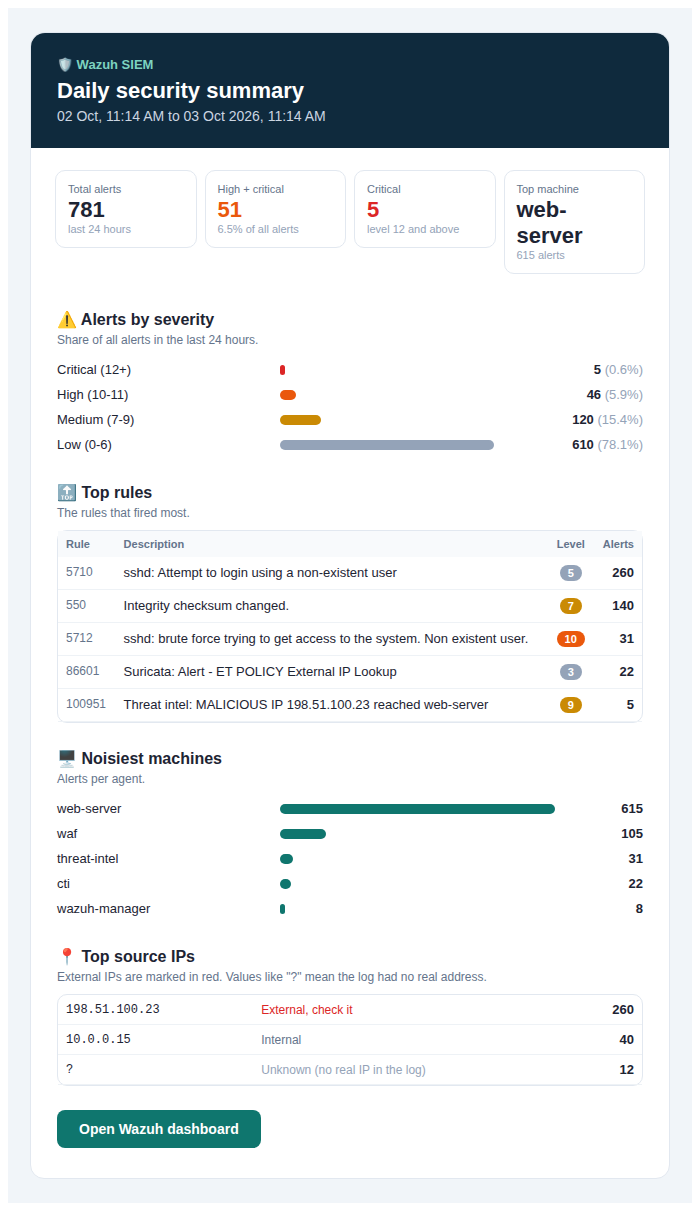 Wazuh SIEM
Daily security summary
02 Oct, 11:14 AM to 03 Oct 2026, 11:14 AM
Total alerts
781
last 24 hours
High + critical
51
6.5% of all alerts
Critical
5
level 12 and above
Top machine
web-
server
615 alerts
Alerts by severity
Share of all alerts in the last 24 hours.
Critical (12+) 5 (0.6%)
High (10-11) 46 (5.9%)
Medium (7-9) 120 (15.4%)
Low (0-6) 610 (78.1%)
TOP Top rules
The rules that fired most.
Rule Description Level Alerts
5710 sshd: Attempt to login using a non-existent user 5 260
550 Integrity checksum changed. 7 140
5712 sshd: brute force trying to get access to the system. Non existent user. 10 31
86601 Suricata: Alert - ET POLICY External IP Lookup 3 22
100951 Threat intel: MALICIOUS IP 198.51.100.23 reached web-server 9 5
Noisiest machines
Alerts per agent.
web-server 615
waf 105
threat-intel 31
cti 22
wazuh-manager 8
Top source IPs
External IPs are marked in red. Values like "?" mean the log had no real address.
198.51.100.23 External, check it 260
10.0.0.15 Internal 40
? Unknown (no real IP in the log) 12
Open Wazuh dashboard